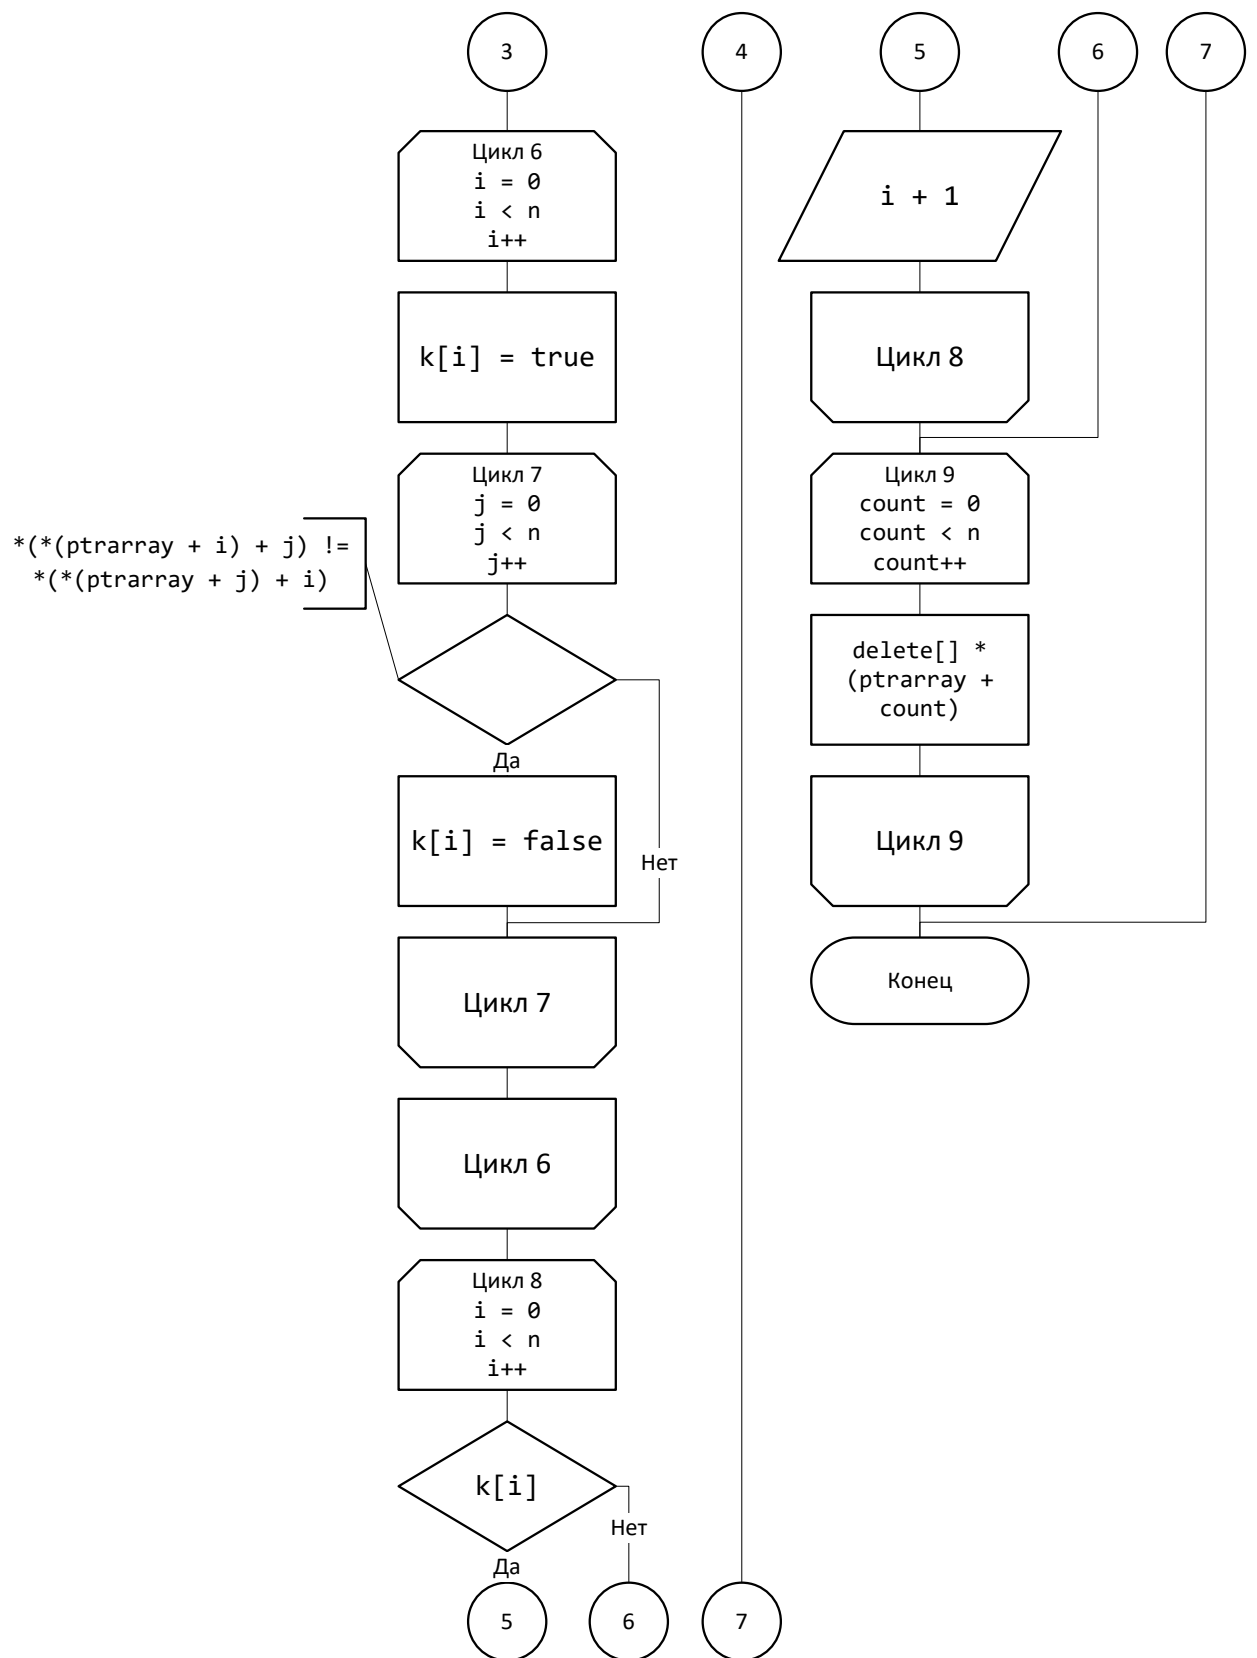 3
4
5
6
7
Цикл 6
i = 0
i < n
i++
k[i] = true
Цикл 7
j = 0
j < n
j++
*(*(ptrarray + i) + j) !=
*(*(ptrarray + j) + i)
Да
k[i] = false
Нет
Цикл 7
Цикл 6
Цикл 8
i = 0
i < n
i++
k[i]
Нет
Да
5
6
7
i + 1
Цикл 8
Цикл 9
count = 0
count < n
count++
delete[] *
(ptrarray +
count)
Цикл 9
Конец